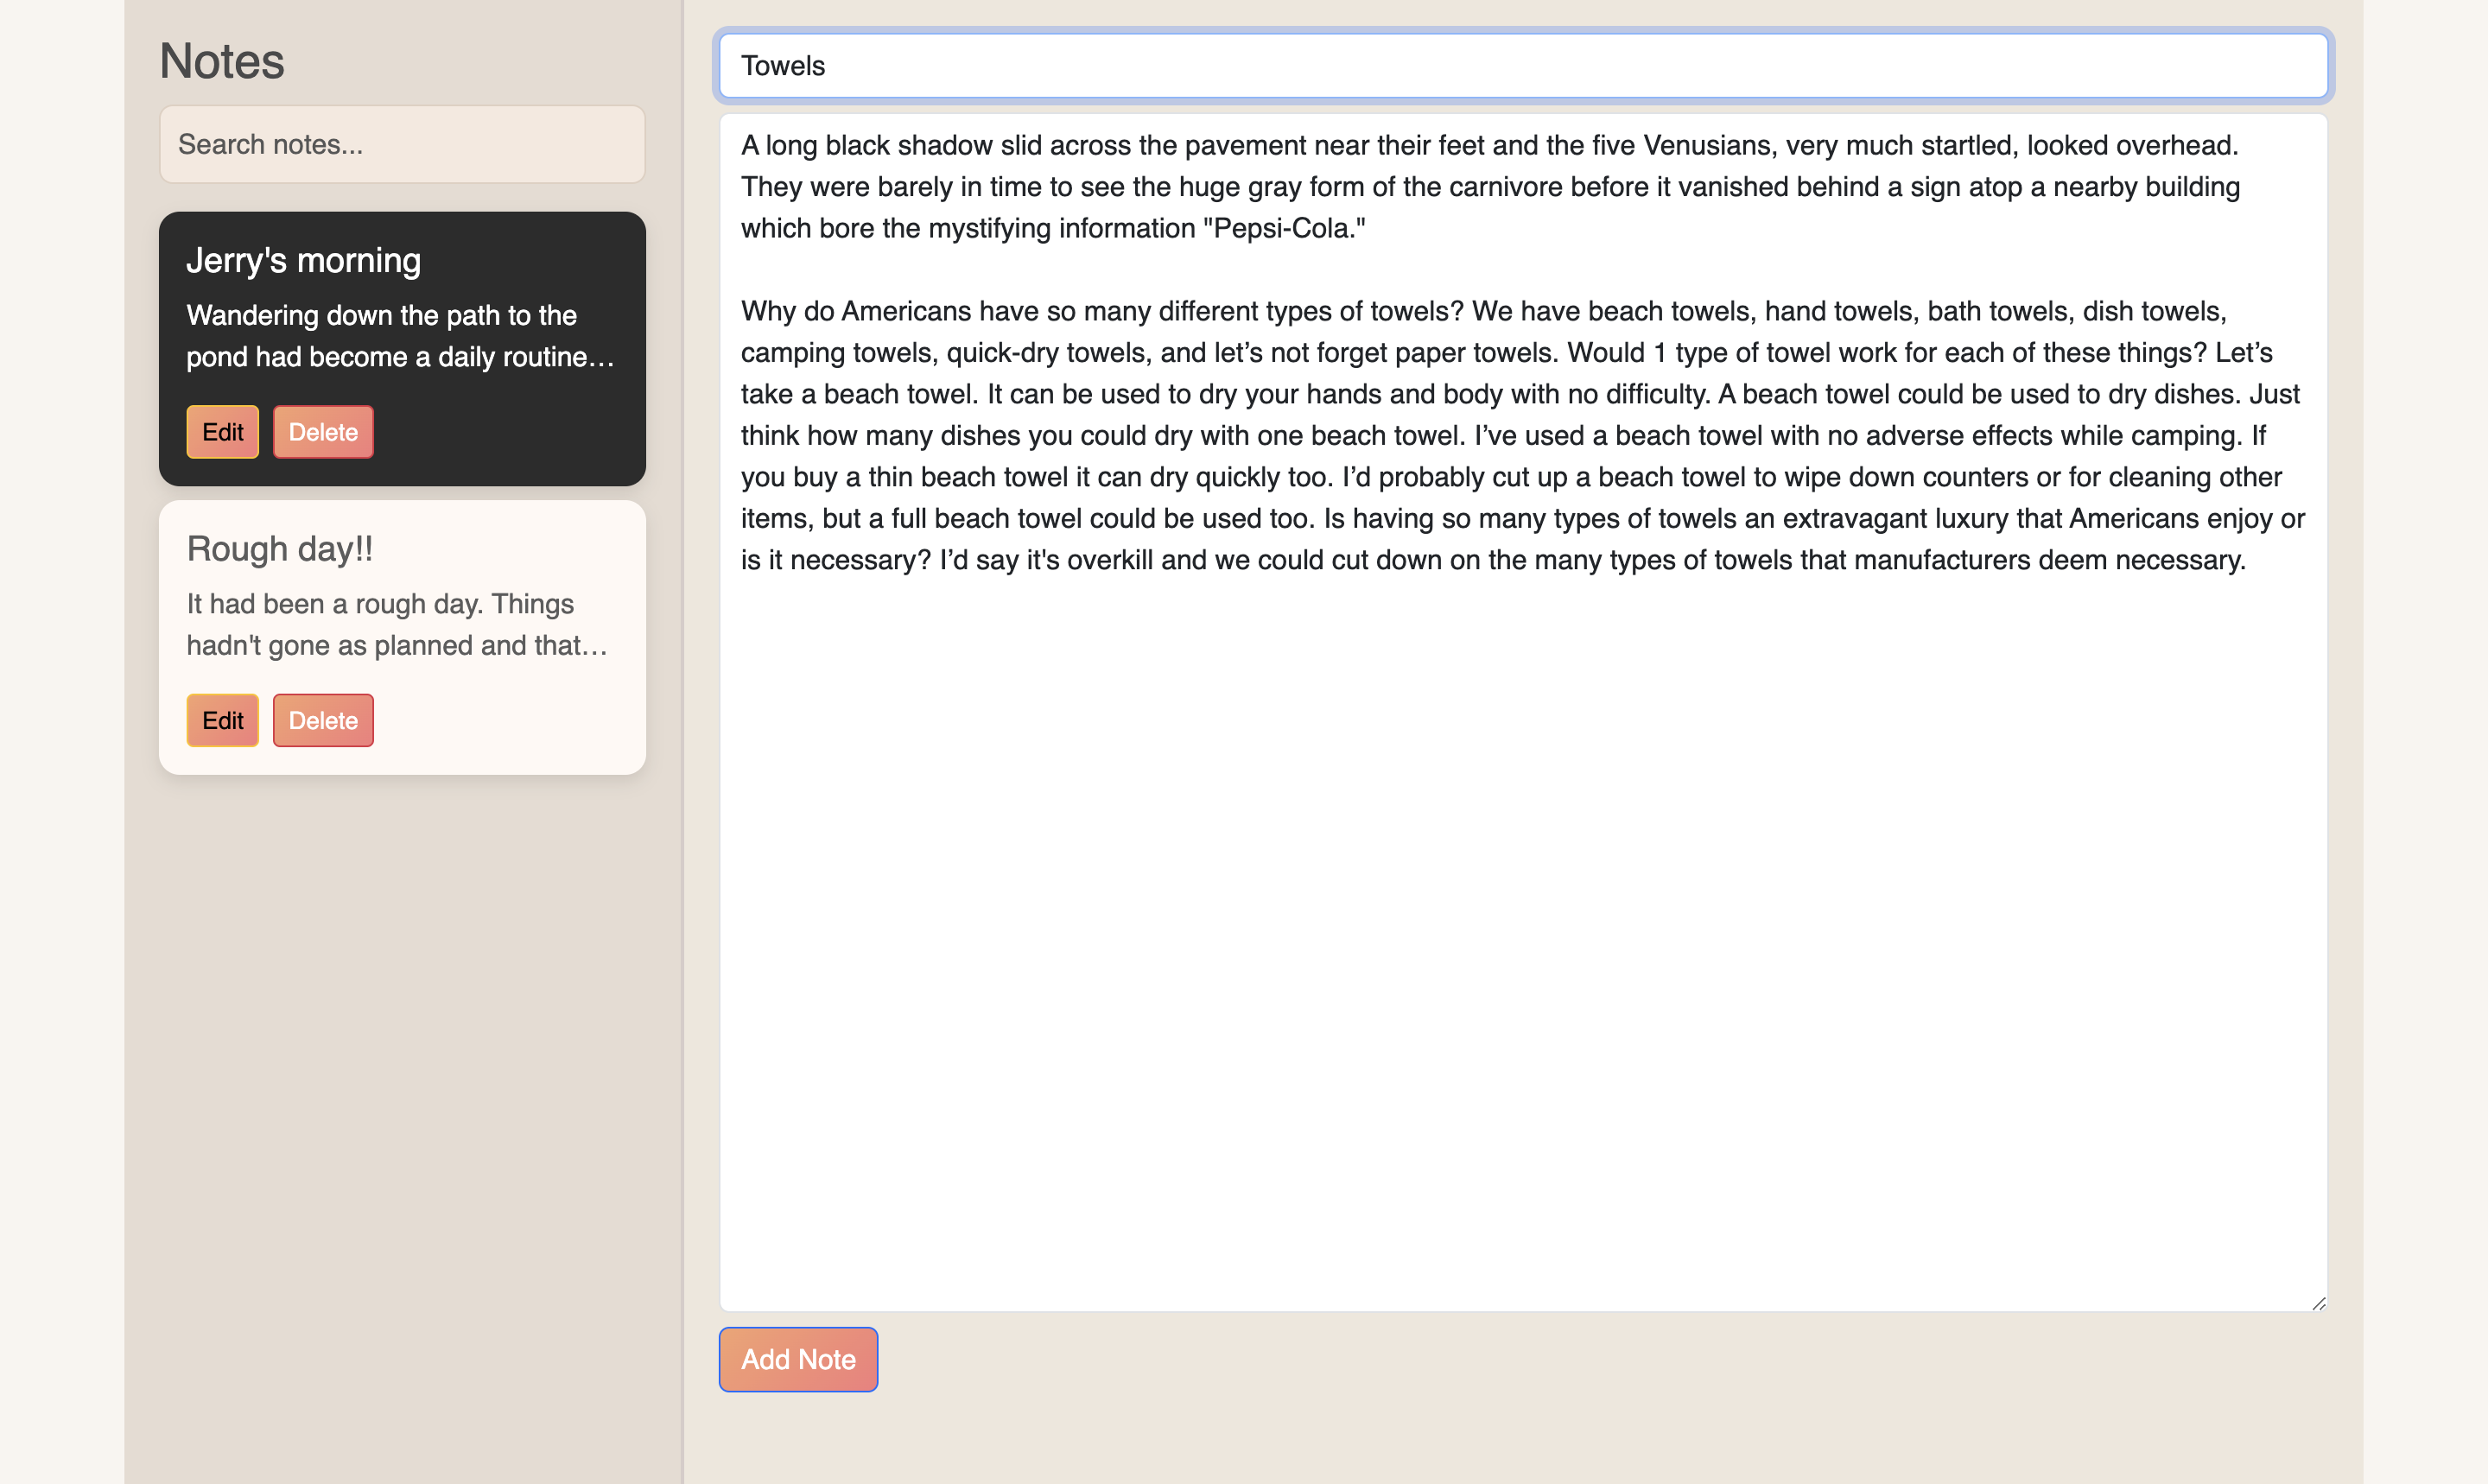 Notes
Search notes...
Jerry's morning
Wandering down the path to the
pond had become a daily routine…
Edit
Delete
Rough day!!
It had been a rough day. Things
hadn't gone as planned and that…
Edit
Delete
Towels
A long black shadow slid across the pavement near their feet and the five Venusians, very much startled, looked overhead.
They were barely in time to see the huge gray form of the carnivore before it vanished behind a sign atop a nearby building
which bore the mystifying information "Pepsi-Cola."
Why do Americans have so many different types of towels? We have beach towels, hand towels, bath towels, dish towels,
camping towels, quick-dry towels, and let’s not forget paper towels. Would 1 type of towel work for each of these things? Let’s
take a beach towel. It can be used to dry your hands and body with no difficulty. A beach towel could be used to dry dishes. Just
think how many dishes you could dry with one beach towel. I’ve used a beach towel with no adverse effects while camping. If
you buy a thin beach towel it can dry quickly too. I’d probably cut up a beach towel to wipe down counters or for cleaning other
items, but a full beach towel could be used too. Is having so many types of towels an extravagant luxury that Americans enjoy or
is it necessary? I’d say it's overkill and we could cut down on the many types of towels that manufacturers deem necessary.
Add Note